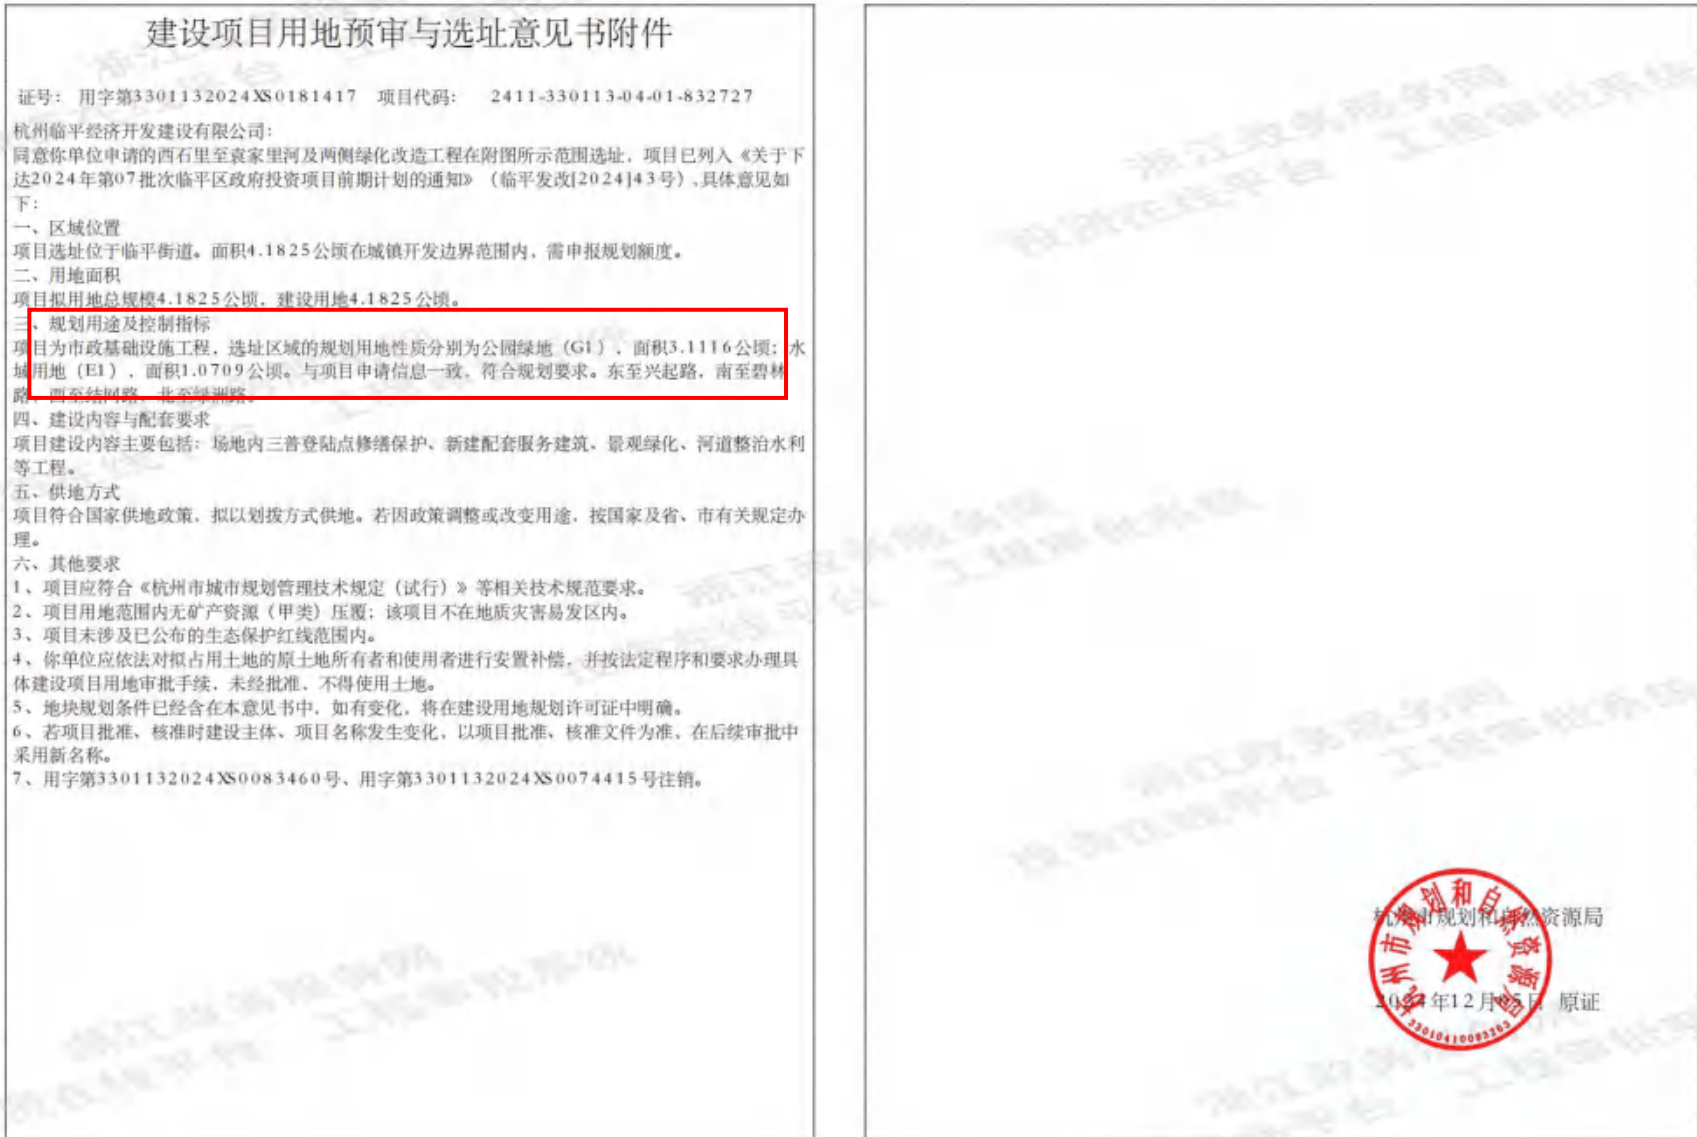 建设项目用地预审与选址意见书附件
证号： 用字第3301132024XS0181417 项目代码： 2411-330113-04-01-832727
杭州临平经济开发建设有限公司：
同意你单位申请的西石里至袁家里河及两侧绿化改造工程在附图所示范围选址，项目已列入《关于下
达2024年第07批次临平区政府投资项目前期计划的通知》（临平发改[2024]43号）、具体意见如
下：
一、区域位置
项目选址位于临平街道。面积4.1825公顷在城镇开发边界范围内，需申报规划额度。
二、用地面积
项目拟用地总规模4.1825公顷，建设用地4.1825公顷。
三、规划用途及控制指标
项目为市政基础设施工程，选址区域的规划用地性质分别为公园绿地（G1），面积3.1116公顷；水
域用地（E1），面积1.0709公顷。与项目申请信息一致，符合规划要求。东至兴起路，南至碧林
路，西至结网路，北至绿洲路。
四、建设内容与配套要求
项目建设内容主要包括：场地内三普登陆点修缮保护、新建配套服务建筑、景观绿化、河道整治水利
等工程。
五、供地方式
项目符合国家供地政策，拟以划拨方式供地。若因政策调整或改变用途，按国家及省、市有关规定办
理。
六、其他要求
1、项目应符合《杭州市城市规划管理技术规定（试行）》等相关技术规范要求。
2、项目用地范围内无矿产资源（甲类）压覆；该项目不在地质灾害易发区内。
3、项目未涉及已公布的生态保护红线范围内。
4、你单位应依法对拟占用土地的原土地所有者和使用者进行安置补偿，并按法定程序和要求办理具
体建设项目用地审批手续，未经批准、不得使用土地。
5、地块规划条件已经含在本意见书中，如有变化，将在建设用地规划许可证中明确。
6、若项目批准、核准时建设主体、项目名称发生变化，以项目批准、核准文件为准，在后续审批中
采用新名称。
7、用字第3301132024XS0083460号、用字第3301132024XS0074415号注销。
杭州市规划和自然资源局
2024年12月05日 原证
杭州市规划和自然资源局